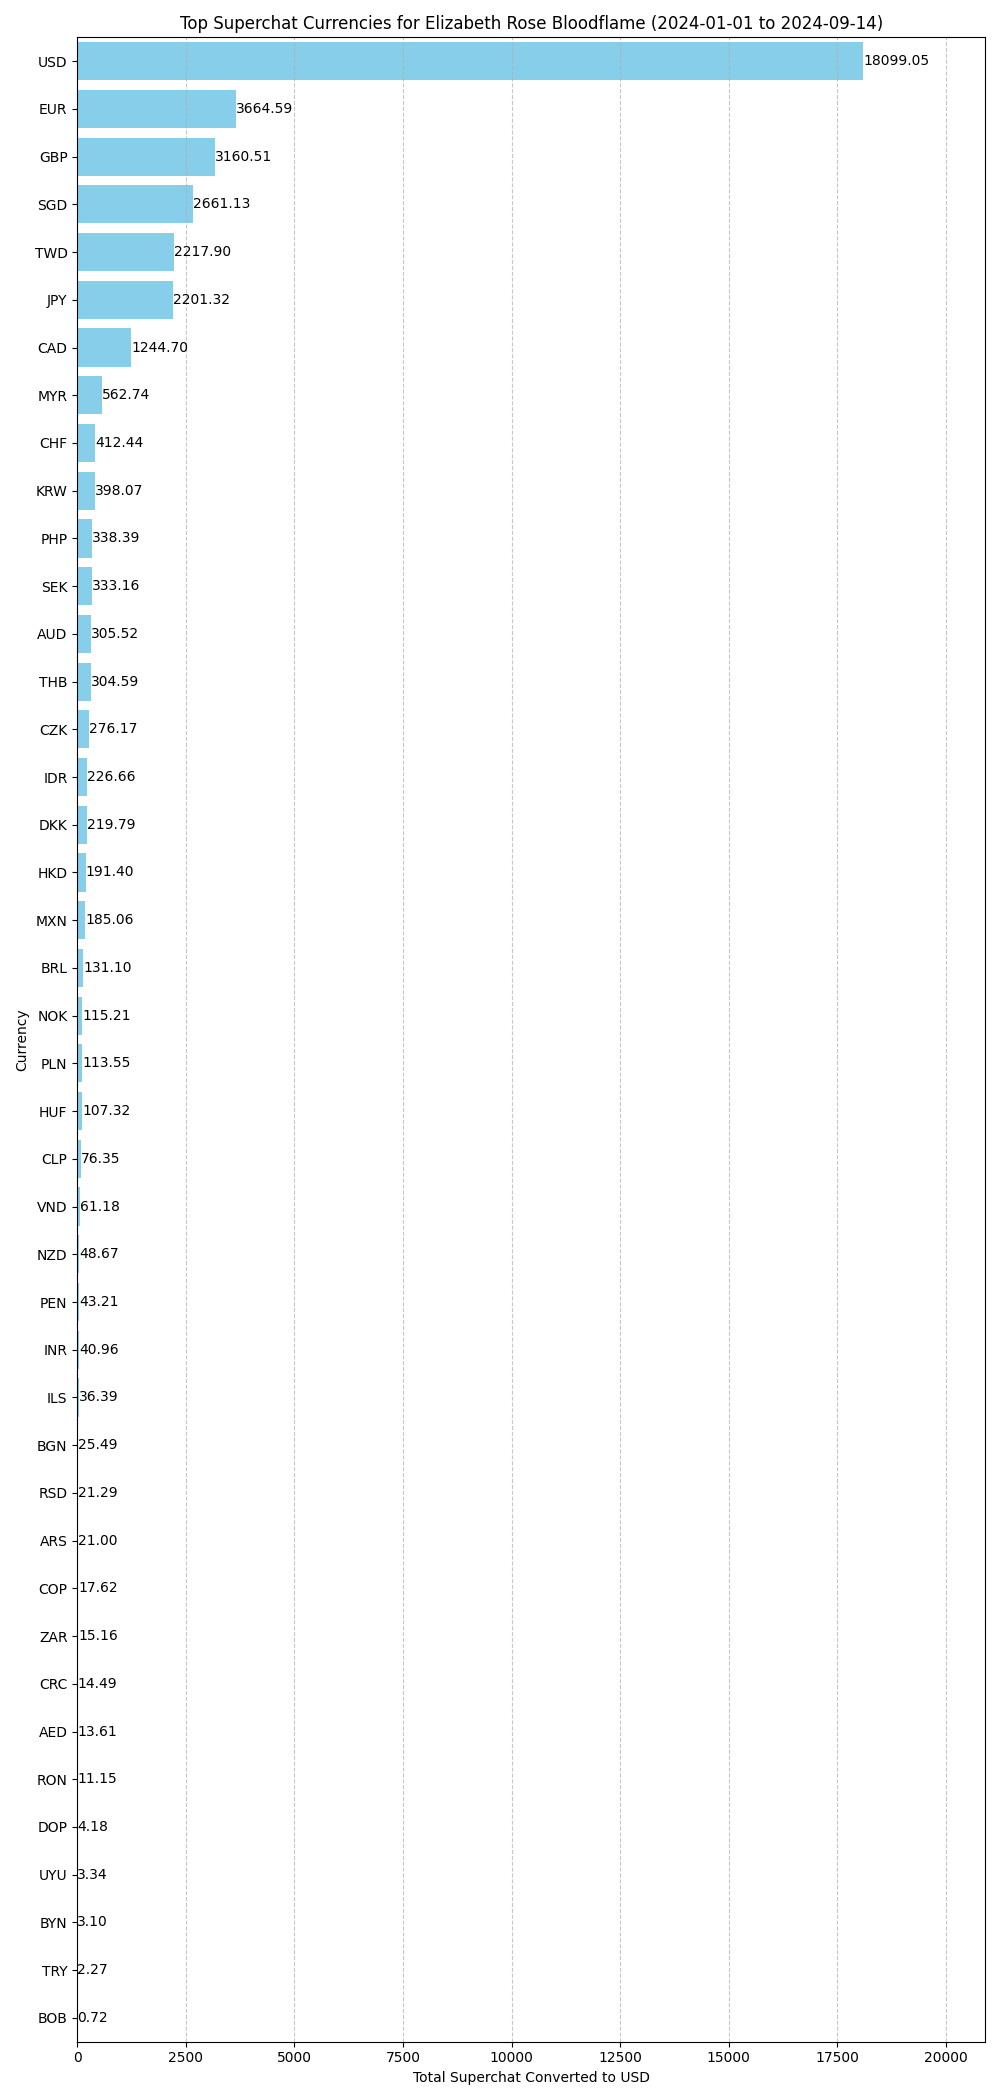 Top Superchat Currencies for Elizabeth Rose Bloodflame (2024-01-01 to 2024-09-14)
USD 18099.05
EUR 3664.59
GBP 3160.51
SGD 2661.13
TWD 2217.90
JPY 2201.32
CAD 1244.70
MYR 562.74
CHF 412.44
KRW 398.07
PHP 338.39
SEK 333.16
AUD 305.52
THB 304.59
CZK 276.17
IDR 226.66
DKK 219.79
HKD 191.40
MXN 185.06
BRL 131.10
NOK 115.21
PLN 113.55
HUF 107.32
CLP 76.35
VND 61.18
NZD 48.67
PEN 43.21
INR 40.96
ILS 36.39
BGN 25.49
RSD 21.29
ARS 21.00
COP 17.62
ZAR 15.16
CRC 14.49
AED 13.61
RON 11.15
DOP 4.18
UYU 3.34
BYN 3.10
TRY 2.27
BOB 0.72
Currency
0 2500 5000 7500 10000 12500 15000 17500 20000
Total Superchat Converted to USD